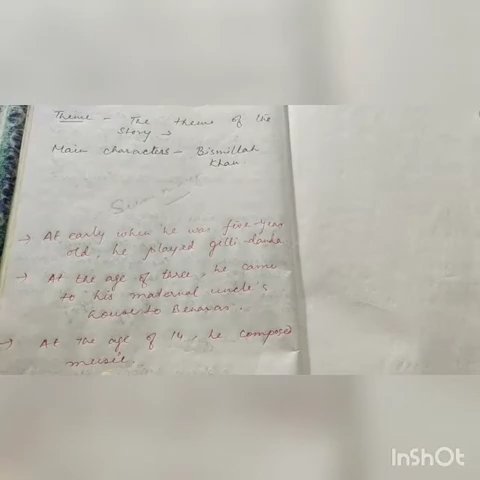 Theme - The theme of the
story →
Main characters - Bismillah
Khan.
Summary
→ At early when he was five-year
old, he played gilli-danda
→ At the age of three, he came
to his maternal uncle's
house to Benaras.
→ At the age of 14, he composed
music.
InShOt